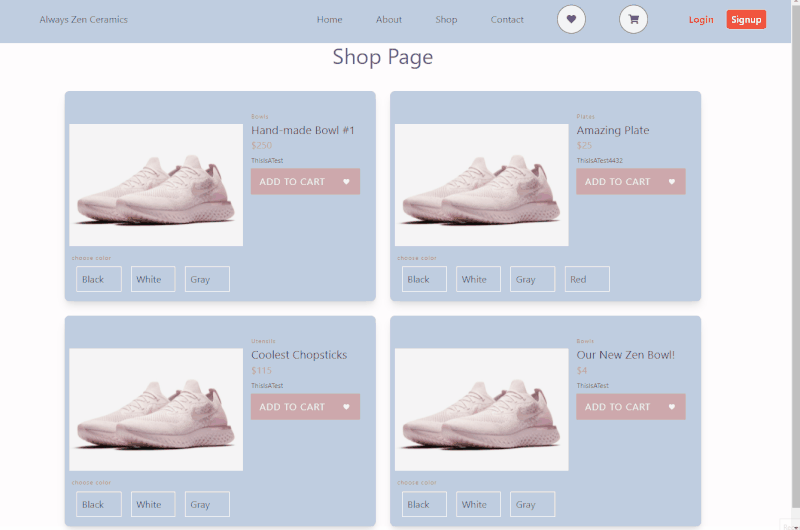 Always Zen Ceramics
Home About Shop Contact Login Signup
Shop Page
Bowls
Hand-made Bowl #1
$250
ThisIsATest
ADD TO CART
choose color
Black White Gray
Plates
Amazing Plate
$25
ThisIsATest4432
ADD TO CART
choose color
Black White Gray Red
Utensils
Coolest Chopsticks
$115
ThisIsATest
ADD TO CART
choose color
Black White Gray
Bowls
Our New Zen Bowl!
$4
ThisIsATest
ADD TO CART
choose color
Black White Gray